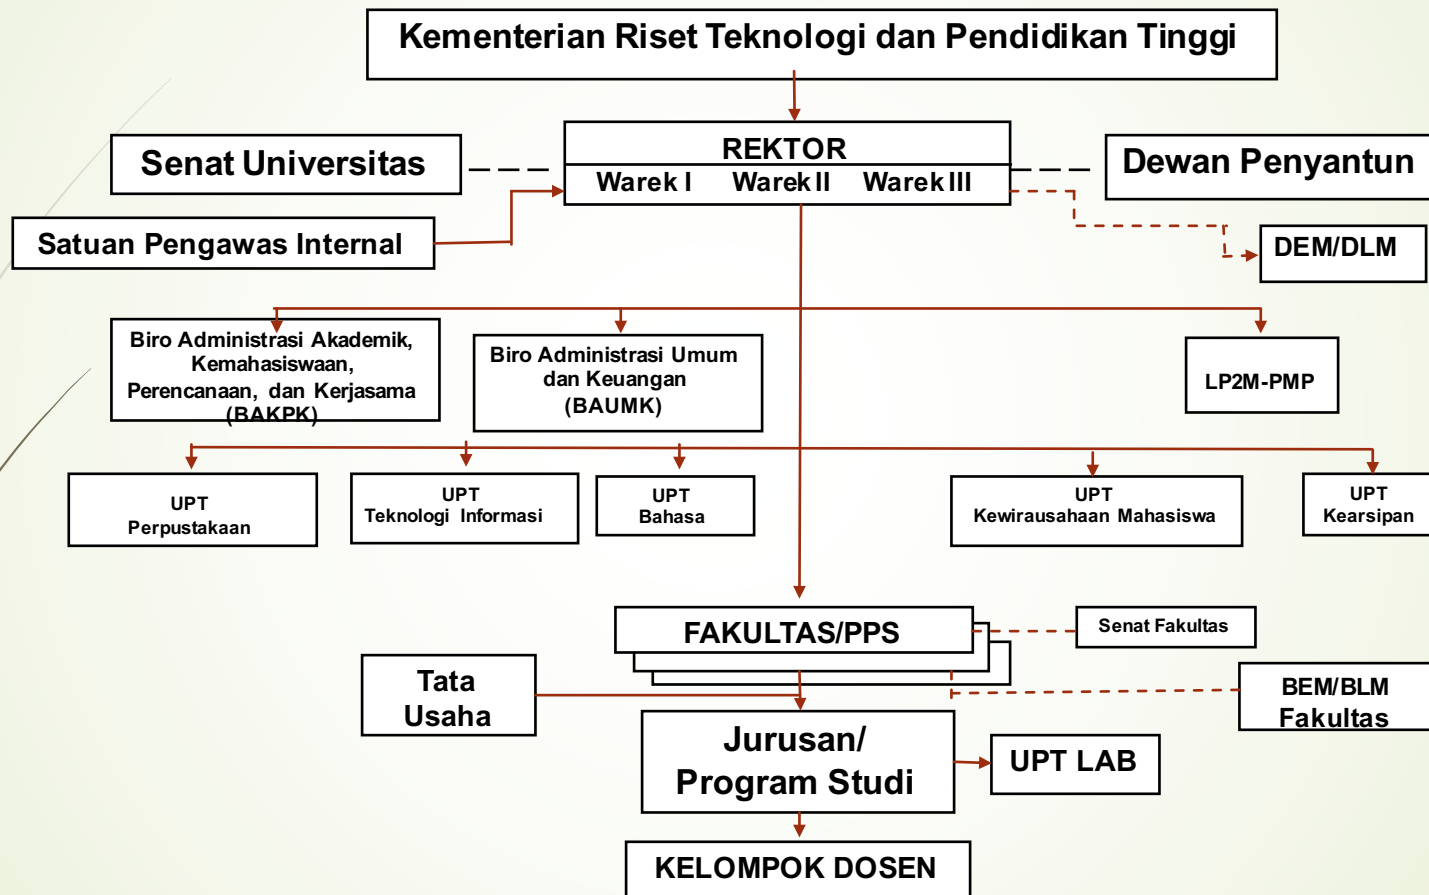 Kementerian Riset Teknologi dan Pendidikan Tinggi
REKTOR
Warek I Warek II Warek III
Senat Universitas
Dewan Penyantun
Satuan Pengawas Internal
DEM/DLM
Biro Administrasi Akademik,
Kemahasiswaan,
Perencanaan, dan Kerjasama
(BAKPK)
Biro Administrasi Umum
dan Keuangan
(BAUMK)
LP2M-PMP
UPT
Perpustakaan
UPT
Teknologi Informasi
UPT
Bahasa
UPT
Kewirausahaan Mahasiswa
UPT
Kearsipan
FAKULTAS/PPS
Senat Fakultas
Tata
Usaha
BEM/BLM
Fakultas
Jurusan/
Program Studi
UPT LAB
KELOMPOK DOSEN